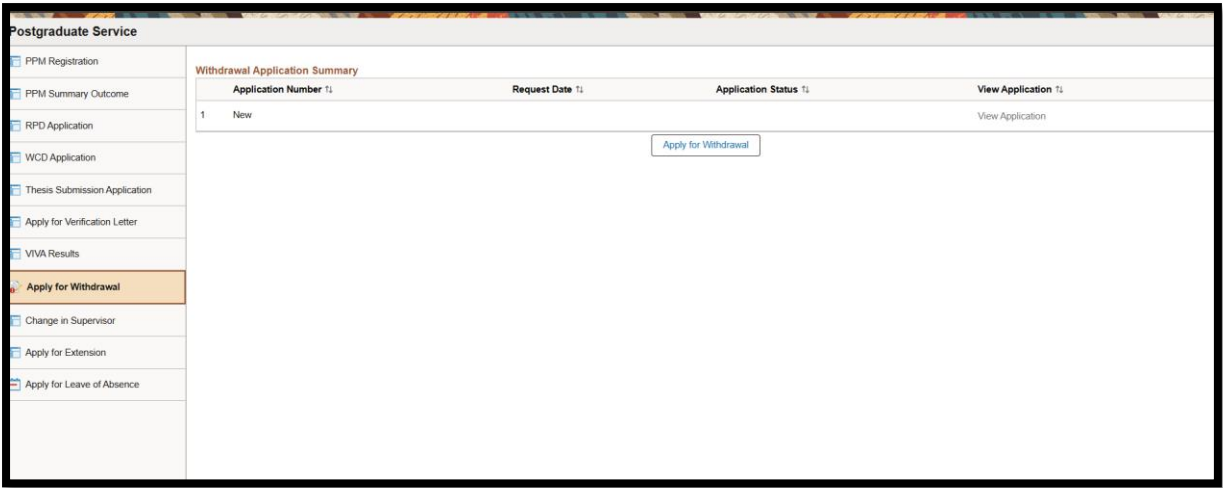 Postgraduate Service
PPM Registration
PPM Summary Outcome
RPD Application
WCD Application
Thesis Submission Application
Apply for Verification Letter
VIVA Results
Apply for Withdrawal
Change in Supervisor
Apply for Extension
Apply for Leave of Absence
Withdrawal Application Summary
Application Number ↑↓ Request Date ↑↓ Application Status ↑↓ View Application ↑↓
1 New View Application
Apply for Withdrawal